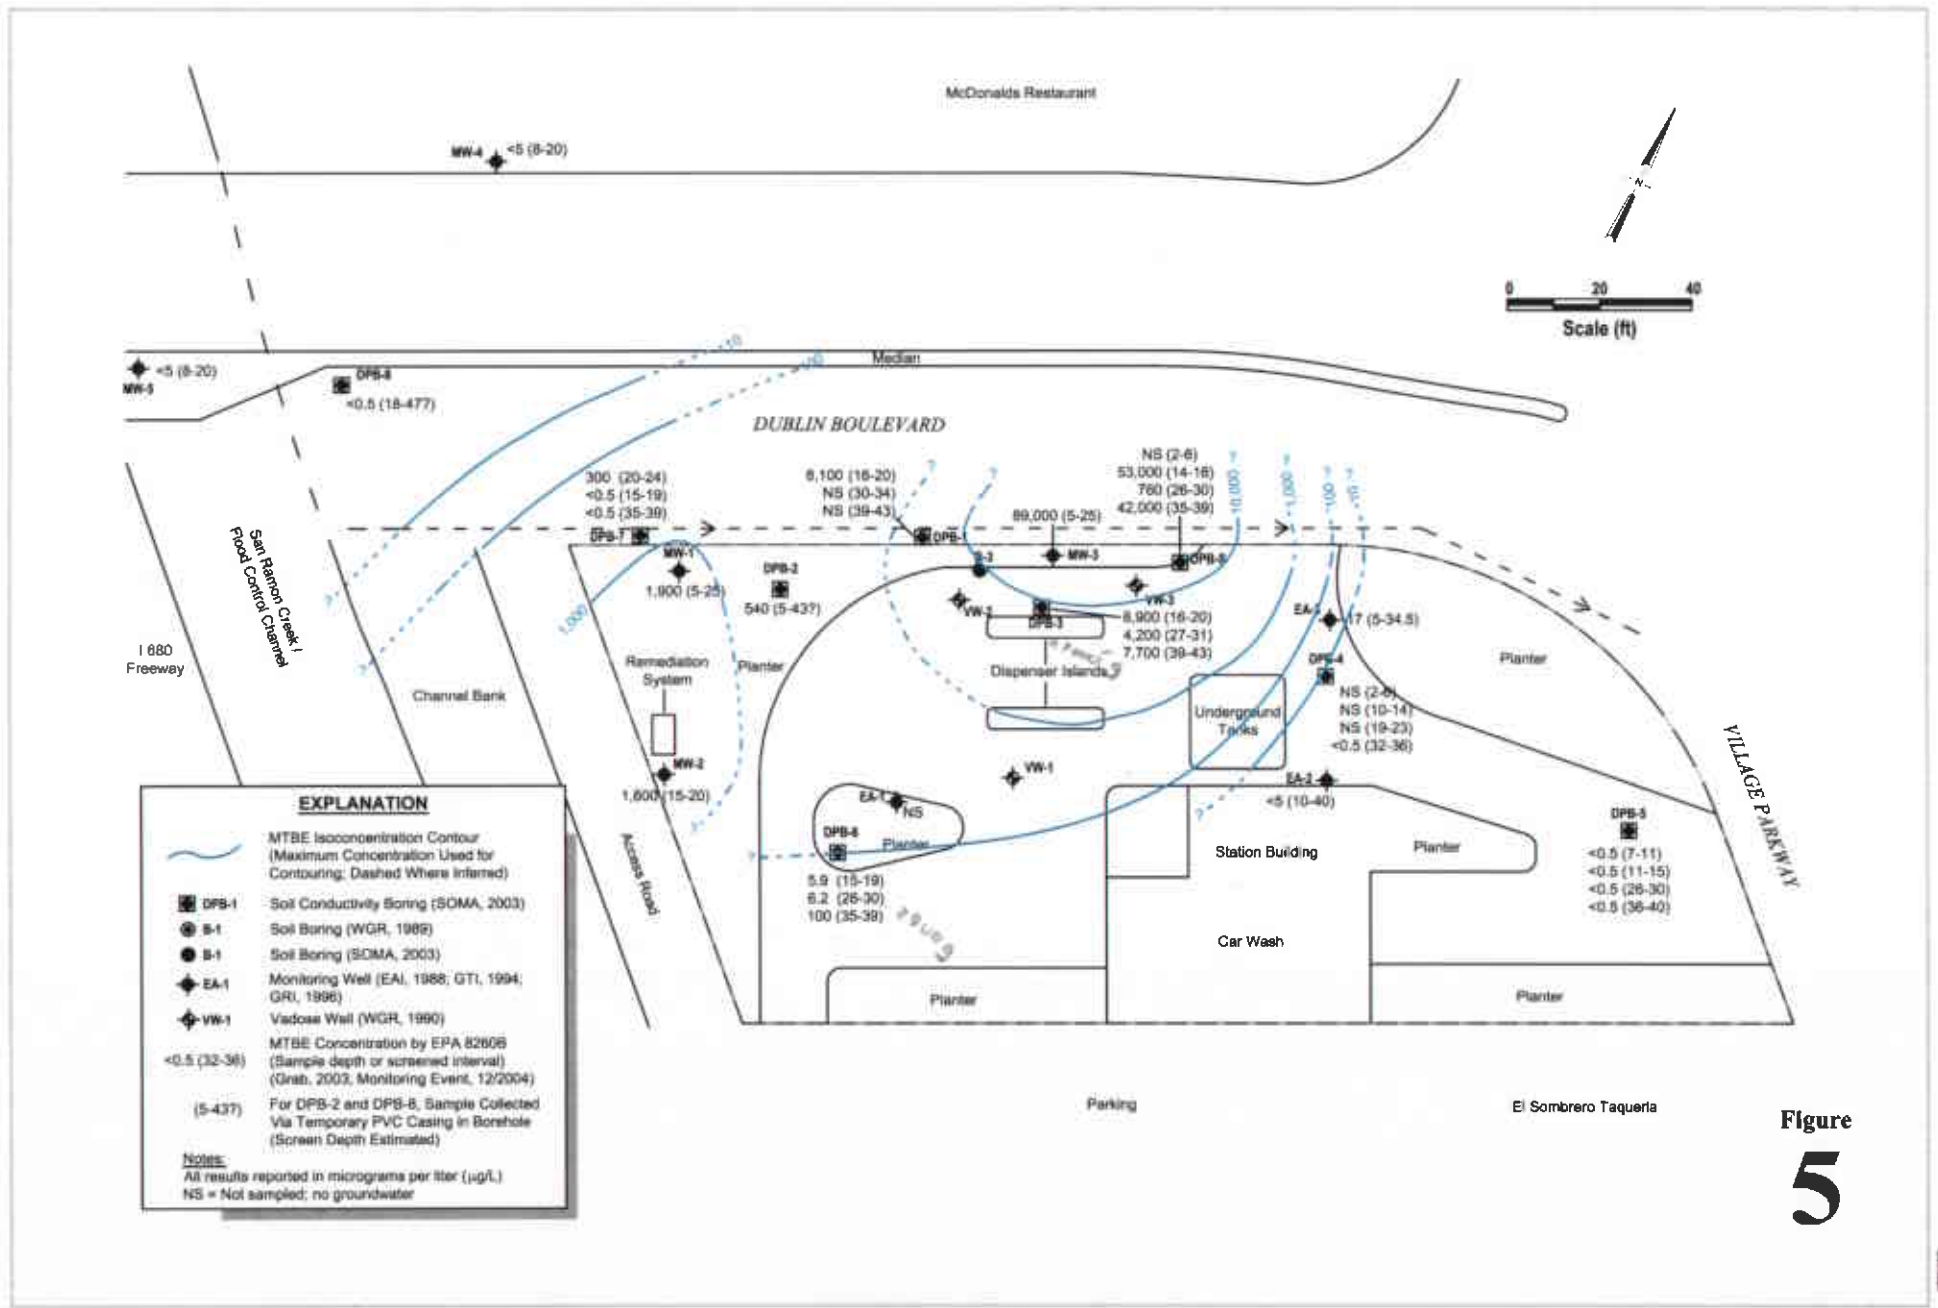 McDonalds Restaurant
MW-4
<5 (8-20)
0 20 40
Scale (ft)
Median
MW-5
<5 (8-20)
DPB-8
<0.5 (18-47?)
DUBLIN BOULEVARD
300 (20-24)
<0.5 (15-19)
<0.5 (35-39)
DPB-7
NS (30-34)
NS (39-43)
DPB-1
89,000 (5-25)
MW-3
NS (2-6)
760 (26-30)
42,000 (35-39)
10,000 ?
1,000 ?
100 ?
MW-1
1,900 (5-25)
DPB-2
540 (5-43?)
1,000
VW-2
VW-3
DPB-3
4,200 (27-31)
7,700 (39-43)
Dispenser Islands
17 (5-34.5)
DPB-4
NS (2-6)
NS (10-14)
NS (19-23)
<0.5 (32-36)
Planter
San Ramon Creek /
Flood Control Channel
I 680
Freeway
Channel Bank
Remediation
System
Planter
Underground
Tanks
MW-2
1,600 (15-20)
Access Road
VW-1
EA-1
NS
DPB-6
Planter
5.9 (15-19)
6.2 (26-30)
100 (35-39)
EA-2
<5 (10-40)
Station Building
Planter
DPB-5
<0.5 (7-11)
<0.5 (11-15)
<0.5 (26-30)
<0.5 (36-40)
VILLAGE PARKWAY
Car Wash
Planter
Planter
Parking
El Sombrero Taqueria
Figure
5
EXPLANATION
MTBE Isoconcentration Contour
(Maximum Concentration Used for
Contouring; Dashed Where Inferred)
DPB-1 Soil Conductivity Boring (SOMA, 2003)
B-1 Soil Boring (WGR, 1989)
B-1 Soil Boring (SOMA, 2003)
EA-1 Monitoring Well (EAI, 1988; GTI, 1994;
GRI, 1996)
VW-1 Vadose Well (WGR, 1990)
MTBE Concentration by EPA 8260B
<0.5 (32-36) (Sample depth or screened interval)
(Grab, 2003, Monitoring Event, 12/2004)
(5-43?) For DPB-2 and DPB-8, Sample Collected
Via Temporary PVC Casing in Borehole
(Screen Depth Estimated)
Notes:
All results reported in micrograms per liter (µg/L)
NS = Not sampled; no groundwater